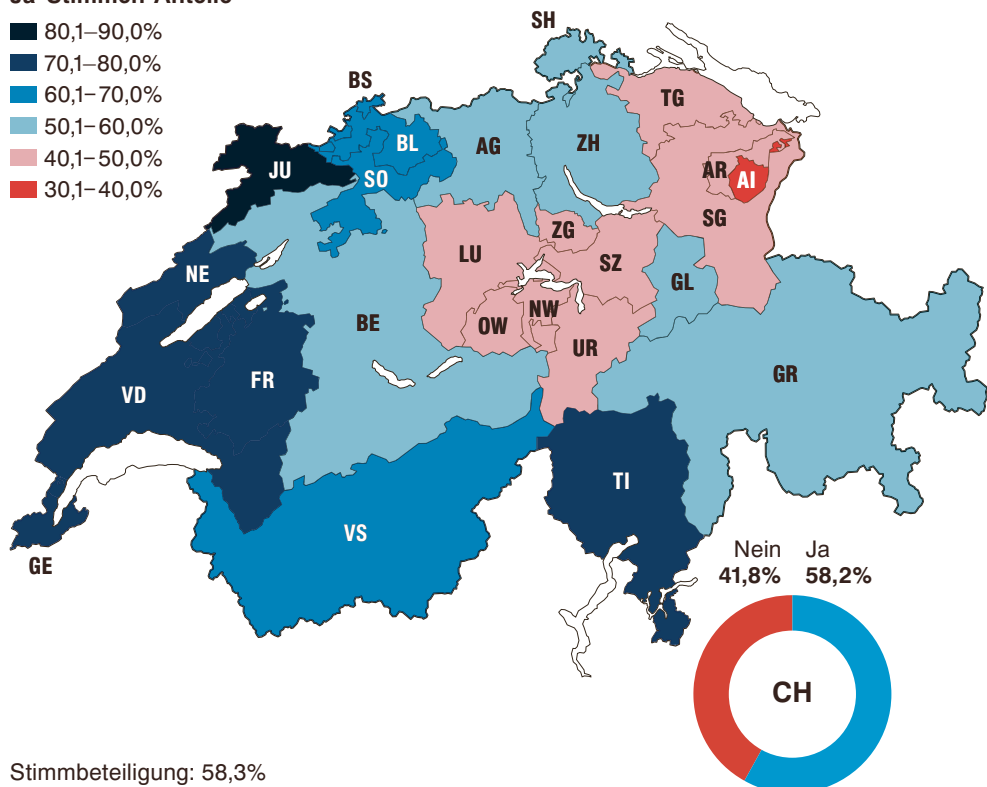 Ja-Stimmen-Anteile
80,1–90,0%
70,1–80,0%
60,1–70,0%
50,1–60,0%
40,1–50,0%
30,1–40,0%
SH
BS
TG
BL
AG
ZH
JU
SO
AR
AI
SG
ZG
LU
SZ
NE
GL
NW
OW
BE
UR
GR
FR
VD
TI
VS
GE
Nein Ja
41,8% 58,2%
CH
Stimmbeteiligung: 58,3%